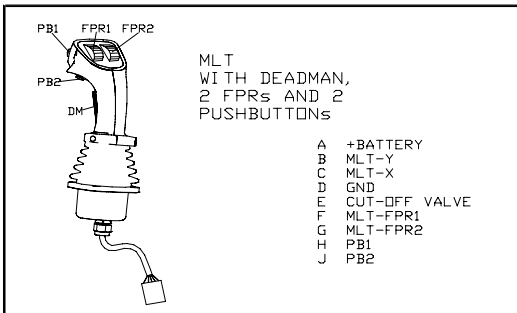 PB1 FPR1 FPR2
PB2
DM
MLT
WITH DEADMAN,
2 FPRs AND 2
PUSHBUTTONs
A +BATTERY
B MLT-Y
C MLT-X
D GND
E CUT-OFF VALVE
F MLT-FPR1
G MLT-FPR2
H PB1
J PB2